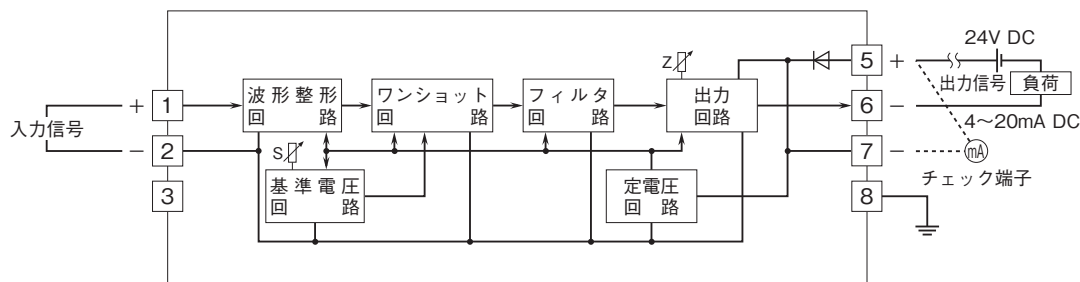 24V DC
+ 1
波形整形
回路
ワンショット
回路
フィルタ
回路
Z
出力
回路
5 +
出力信号
負荷
6 −
4〜20mA DC
入力信号
− 2
S
7 −
mA
チェック端子
3
基準電圧
回路
定電圧
回路
8